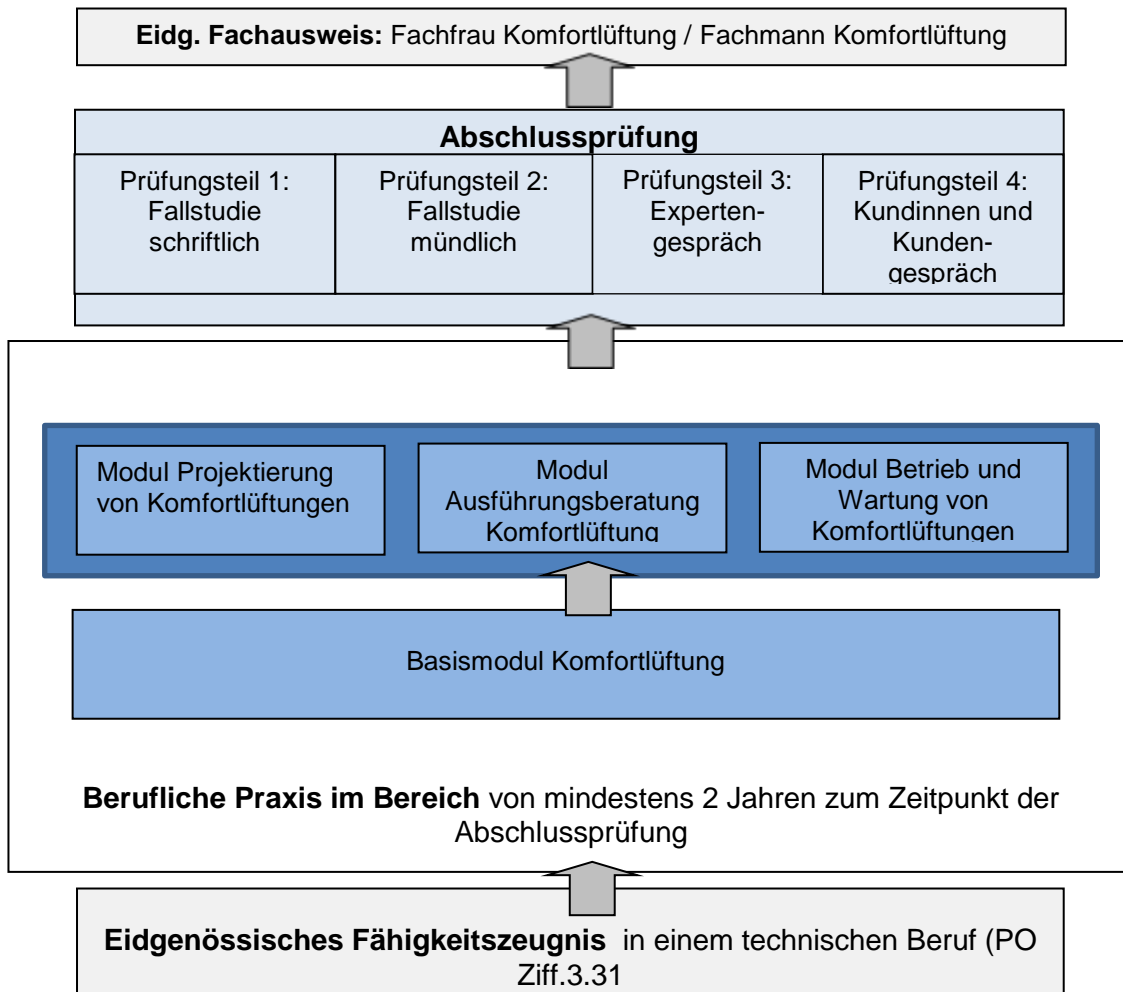 Eidg. Fachausweis: Fachfrau Komfortlüftung / Fachmann Komfortlüftung
Abschlussprüfung
Prüfungsteil 1:
Fallstudie
schriftlich
Prüfungsteil 2:
Fallstudie
mündlich
Prüfungsteil 3:
Experten-
gespräch
Prüfungsteil 4:
Kundinnen und
Kunden-
gespräch
Modul Projektierung
von Komfortlüftungen
Modul
Ausführungsberatung
Komfortlüftung
Modul Betrieb und
Wartung von
Komfortlüftungen
Basismodul Komfortlüftung
Berufliche Praxis im Bereich von mindestens 2 Jahren zum Zeitpunkt der
Abschlussprüfung
Eidgenössisches Fähigkeitszeugnis in einem technischen Beruf (PO
Ziff.3.31